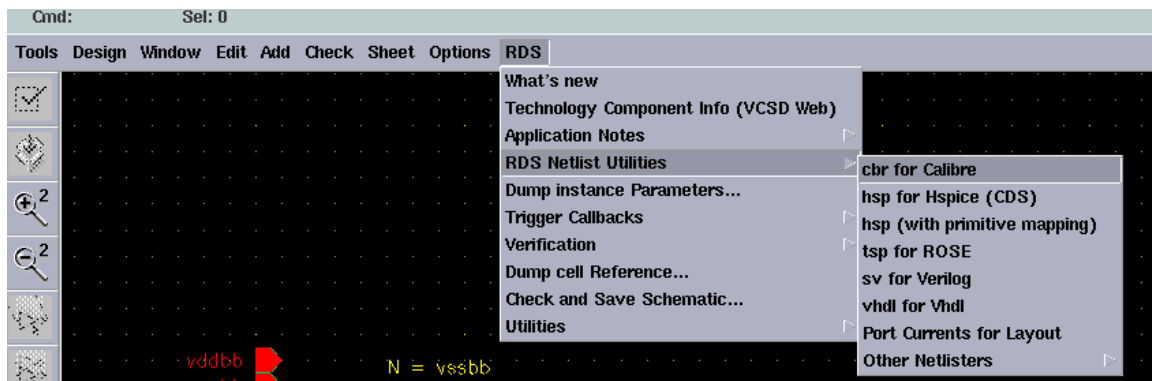 Cmd: Sel: 0
Tools Design Window Edit Add Check Sheet Options RDS
What's new
Technology Component Info (VCSD Web)
Application Notes
RDS Netlist Utilities
Dump instance Parameters...
Trigger Callbacks
Verification
Dump cell Reference...
Check and Save Schematic...
Utilities
cbr for Calibre
hsp for Hspice (CDS)
hsp (with primitive mapping)
tsp for ROSE
sv for Verilog
vhdl for Vhdl
Port Currents for Layout
Other Netlisters
2
2
vddbb
N = vssbb